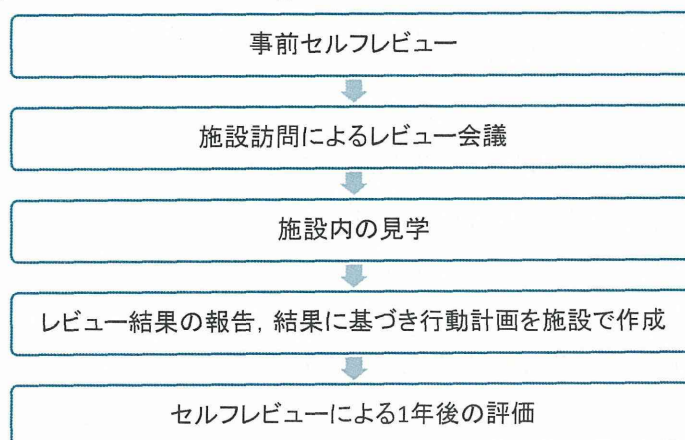 事前セルフレビュー
施設訪問によるレビュー会議
施設内の見学
レビュー結果の報告，結果に基づき行動計画を施設で作成
セルフレビューによる1年後の評価